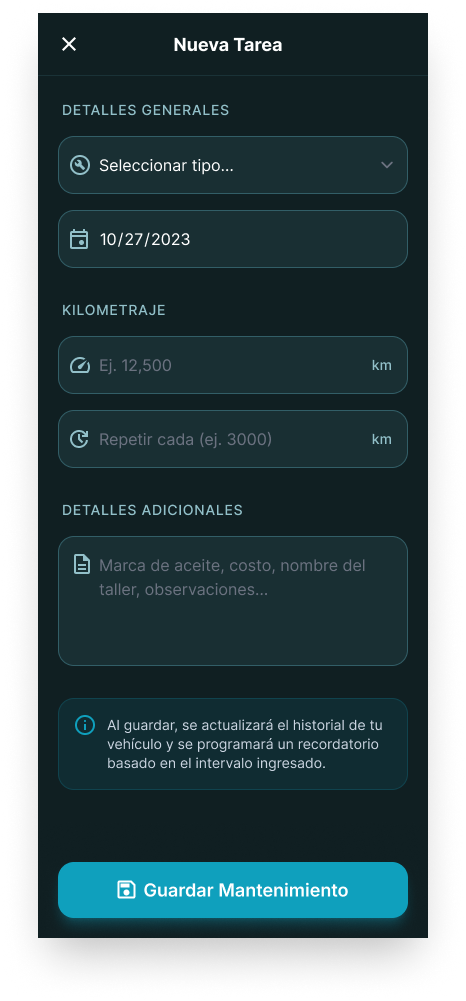 Nueva Tarea
DETALLES GENERALES
Seleccionar tipo...
10/27/2023
KILOMETRAJE
Ej. 12,500 km
Repetir cada (ej. 3000) km
DETALLES ADICIONALES
Marca de aceite, costo, nombre del
taller, observaciones...
Al guardar, se actualizará el historial de tu
vehículo y se programará un recordatorio
basado en el intervalo ingresado.
Guardar Mantenimiento